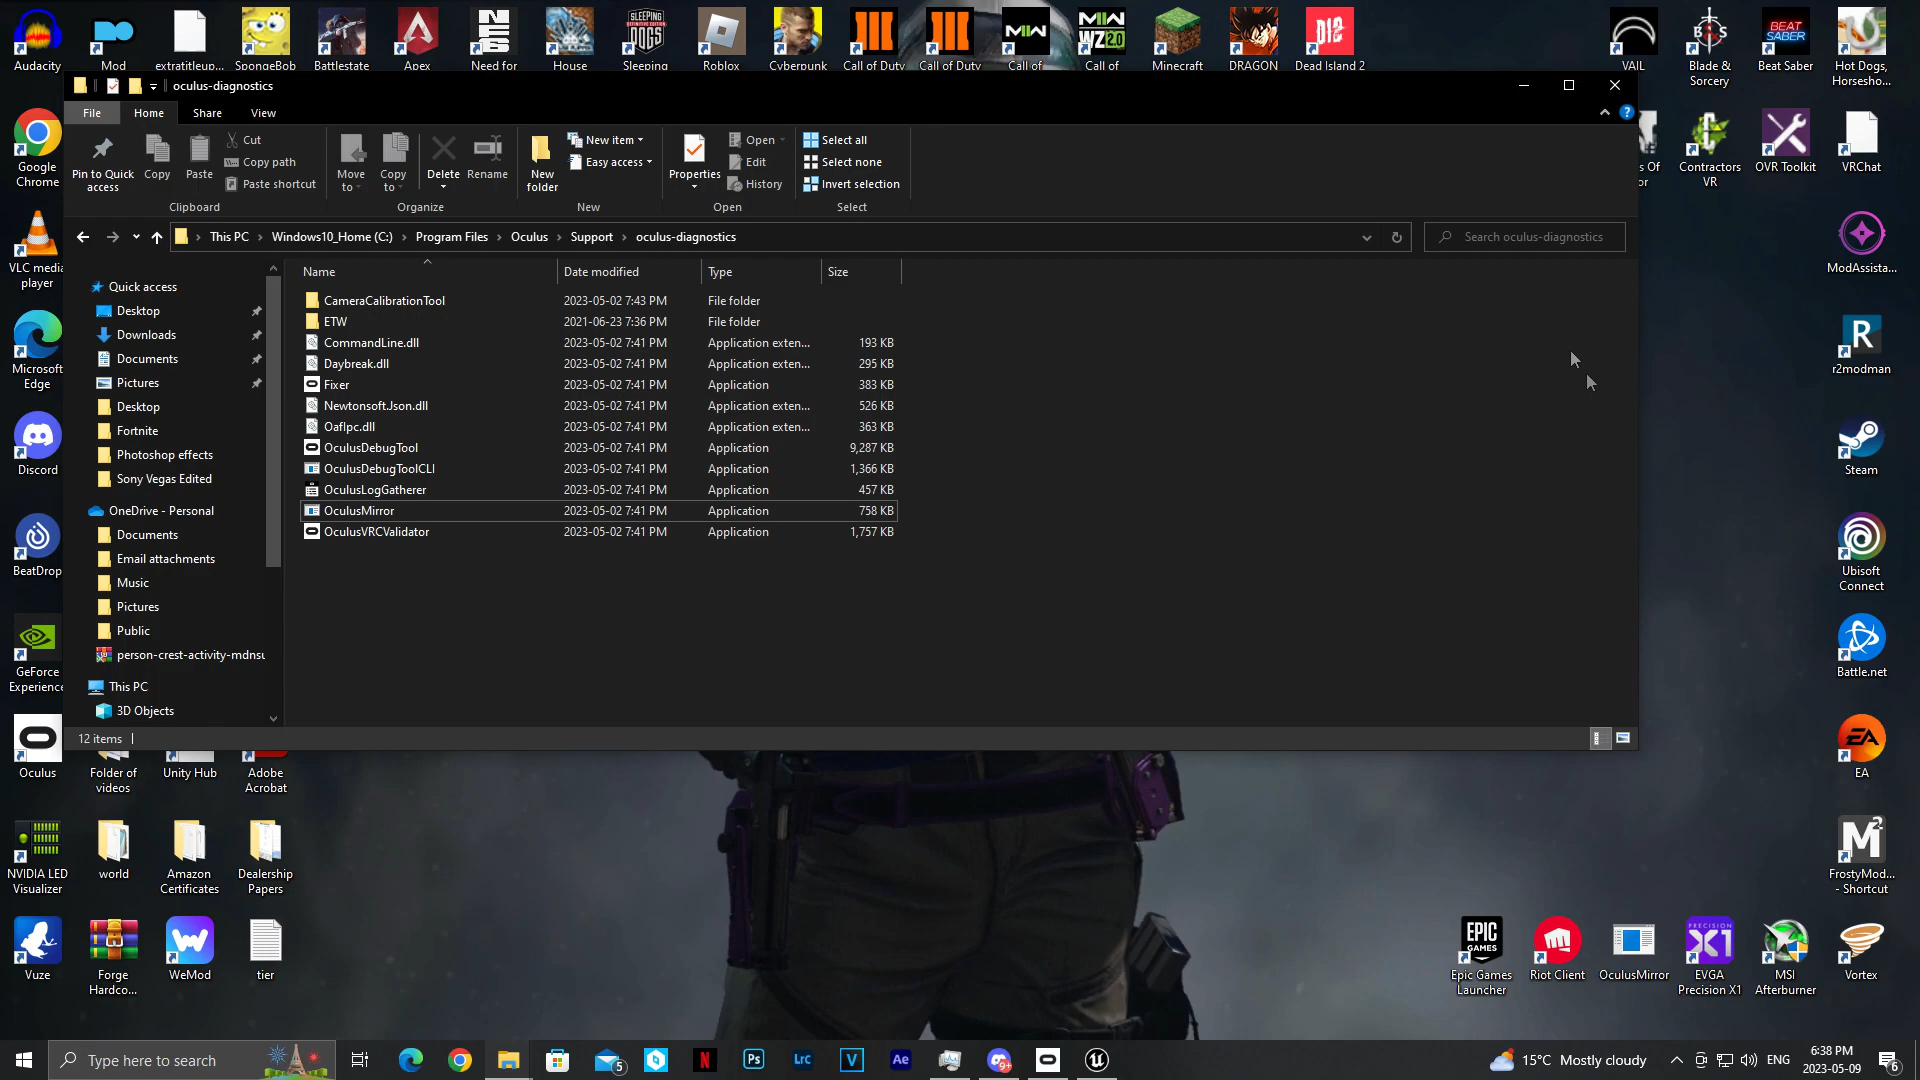 Audacity
Mod
extratitleup...
SpongeBob
Battlestate
Apex
Need for
House
Sleeping
Roblox
Cyberpunk
Call of Duty
Call of Duty
Call of
Call of
Minecraft
DRAGON
Dead Island 2
VAIL
Blade &
Sorcery
Beat Saber
Hot Dogs,
Horsesho...
oculus-diagnostics
File
Home
Share
View
Pin to Quick
access
Copy
Paste
Cut
Copy path
Paste shortcut
Clipboard
Move
to
Copy
to
Delete
Rename
Organize
New
folder
New item
Easy access
New
Properties
Open
Edit
History
Open
Select all
Select none
Invert selection
Select
This PC
Windows10_Home (C:)
Program Files
Oculus
Support
oculus-diagnostics
Search oculus-diagnostics
Name
Date modified
Type
Size
CameraCalibrationTool 2023-05-02 7:43 PM File folder
ETW 2021-06-23 7:36 PM File folder
CommandLine.dll 2023-05-02 7:41 PM Application exten... 193 KB
Daybreak.dll 2023-05-02 7:41 PM Application exten... 295 KB
Fixer 2023-05-02 7:41 PM Application 383 KB
Newtonsoft.Json.dll 2023-05-02 7:41 PM Application exten... 526 KB
OafIpc.dll 2023-05-02 7:41 PM Application exten... 363 KB
OculusDebugTool 2023-05-02 7:41 PM Application 9,287 KB
OculusDebugToolCLI 2023-05-02 7:41 PM Application 1,366 KB
OculusLogGatherer 2023-05-02 7:41 PM Application 457 KB
OculusMirror 2023-05-02 7:41 PM Application 758 KB
OculusVRCValidator 2023-05-02 7:41 PM Application 1,757 KB
Quick access
Desktop
Downloads
Documents
Pictures
Desktop
Fortnite
Photoshop effects
Sony Vegas Edited
OneDrive - Personal
Documents
Email attachments
Music
Pictures
Public
person-crest-activity-mdnsu
This PC
3D Objects
12 items
Google
Chrome
VLC media
player
Microsoft
Edge
Discord
BeatDrop
GeForce
Experience
Oculus
Folder of
videos
Unity Hub
Adobe
Acrobat
NVIDIA LED
Visualizer
world
Amazon
Certificates
Dealership
Papers
Vuze
Forge
Hardco...
WeMod
tier
s Of
or
Contractors
VR
OVR Toolkit
VRChat
ModAssista...
r2modman
Steam
Ubisoft
Connect
Battle.net
EA
FrostyMod...
- Shortcut
Epic Games
Launcher
Riot Client
OculusMirror
EVGA
Precision X1
MSI
Afterburner
Vortex
Type here to search
5
Ps
Lrc
V
Ae
9+
15°C Mostly cloudy
ENG
6:38 PM
2023-05-09
6